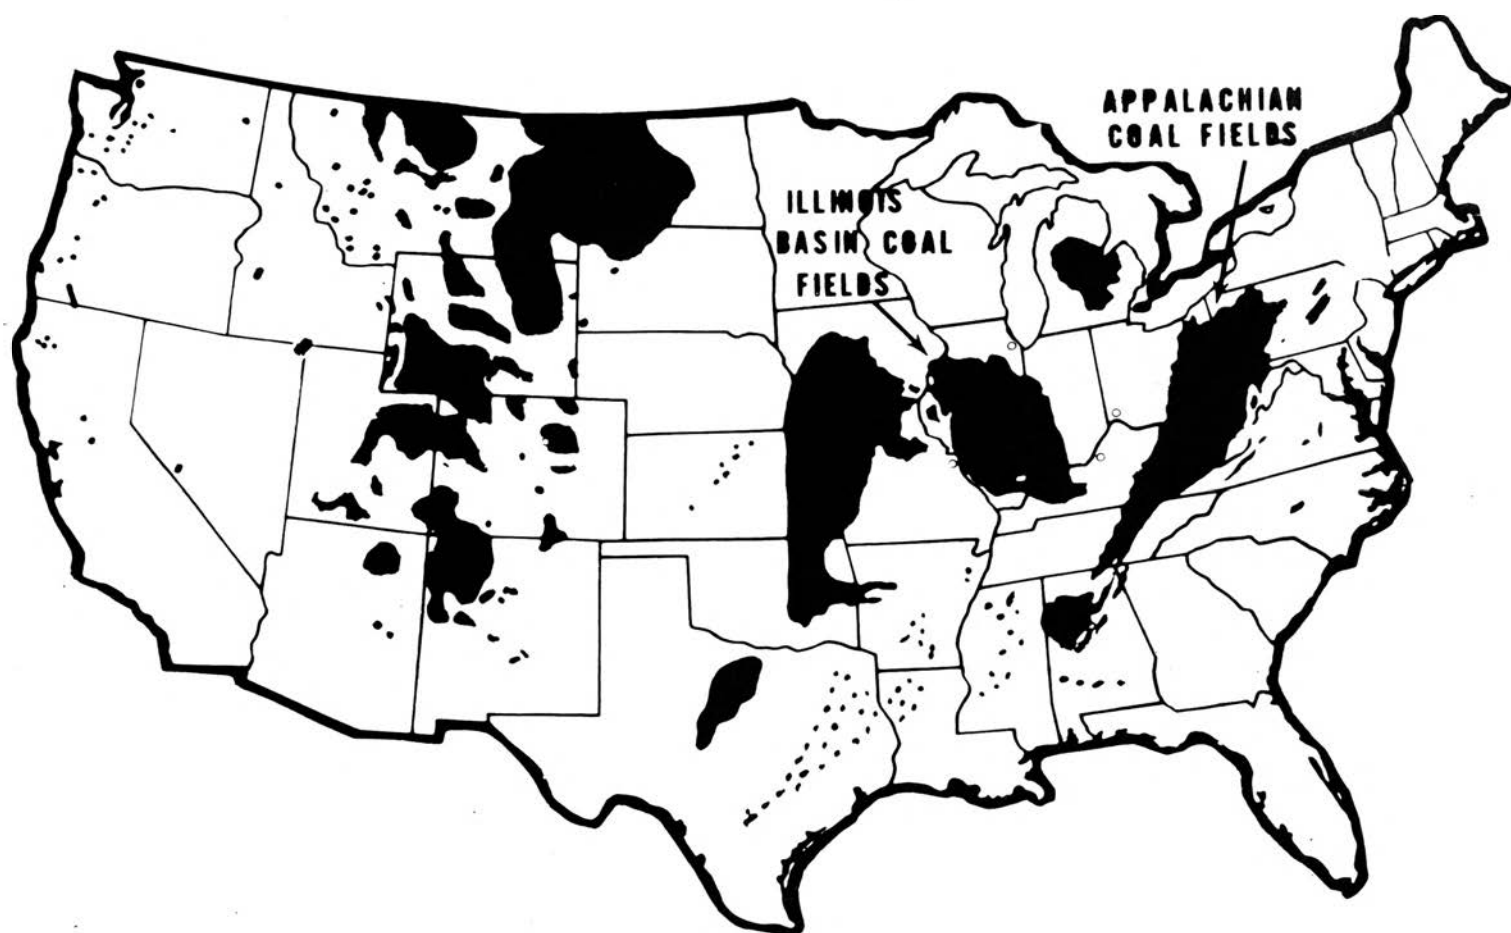 APPALACHIAN
COAL FIELDS
ILLINOIS
BASIN COAL
FIELDS